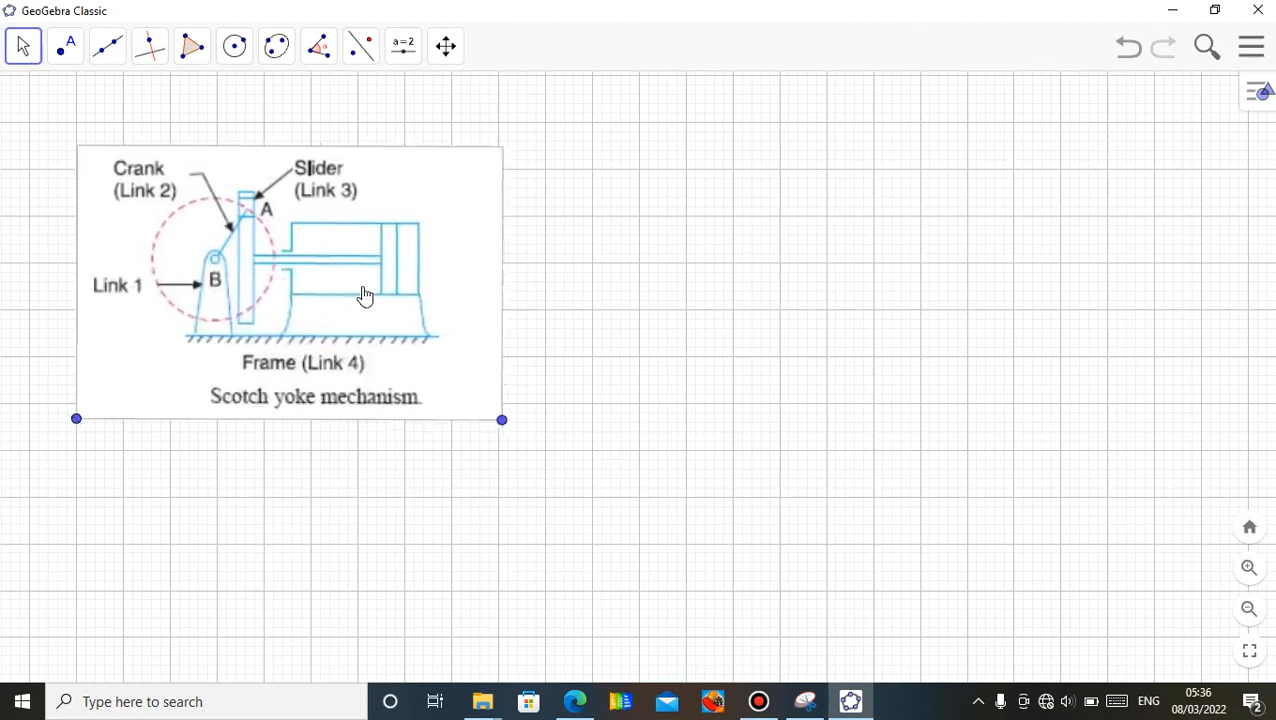 GeoGebra Classic
A
a=2
Crank
(Link 2)
Slider
(Link 3)
A
B
Link 1
Frame (Link 4)
Scotch yoke mechanism.
Type here to search
ENG
05:36
08/03/2022
2